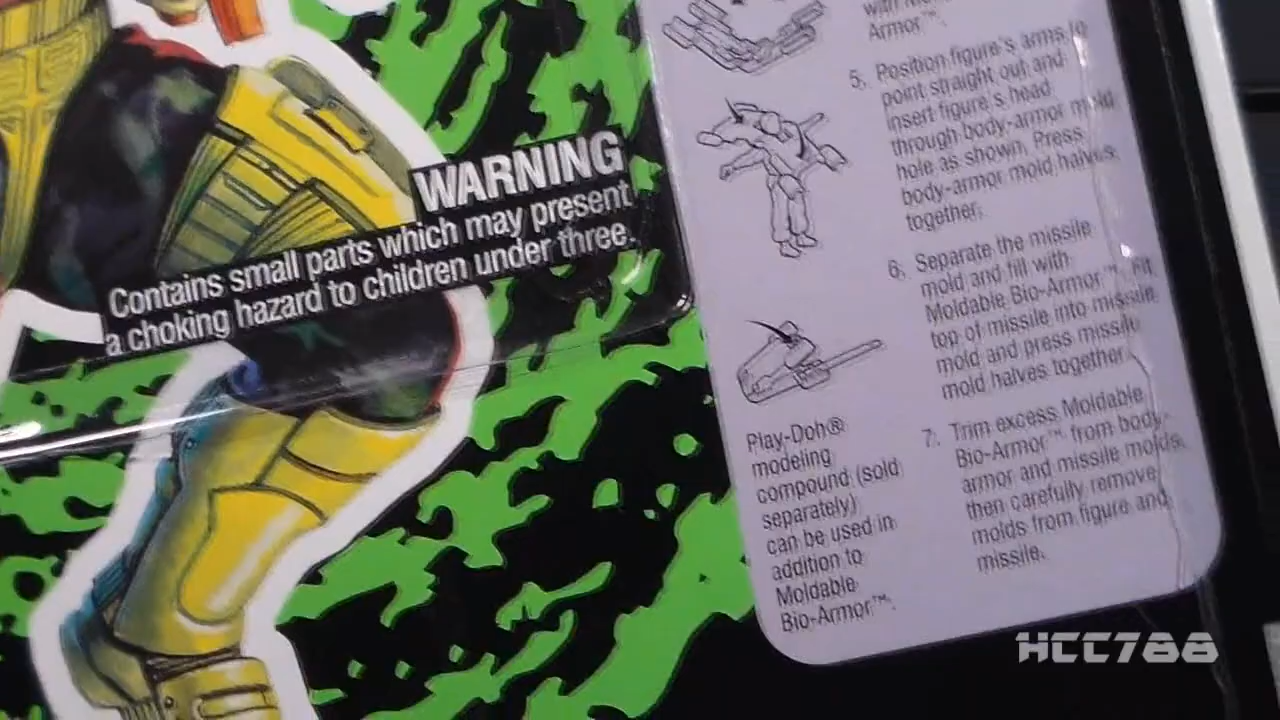 WARNING
Contains small parts which may present
a choking hazard to children under three.
Armor™.
5. Position figure's arms to
point straight out and
insert figure's head
through body-armor mold
hole as shown. Press
body-armor mold halves
together.
6. Separate the missile
mold and fill with
Moldable Bio-Armor™. Fit
top of missile into missile
mold and press missile
mold halves together.
7. Trim excess Moldable
Bio-Armor™ from body-
armor and missile molds,
then carefully remove
molds from figure and
missile.
Play-Doh®
modeling
compound (sold
separately)
can be used in
addition to
Moldable
Bio-Armor™.
HCC788